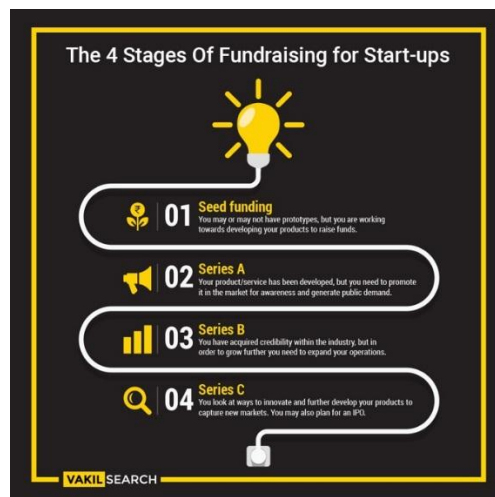 The 4 Stages Of Fundraising for Start-ups
01
Seed funding
You may or may not have prototypes, but you are working
towards developing your products to raise funds.
02
Series A
Your product/service has been developed, but you need to promote
it in the market for awareness and generate public demand.
03
Series B
You have acquired credibility within the industry, but in
order to grow further you need to expand your operations.
04
Series C
You look at ways to innovate and further develop your products to
capture new markets. You may also plan for an IPO.
VAKILSEARCH